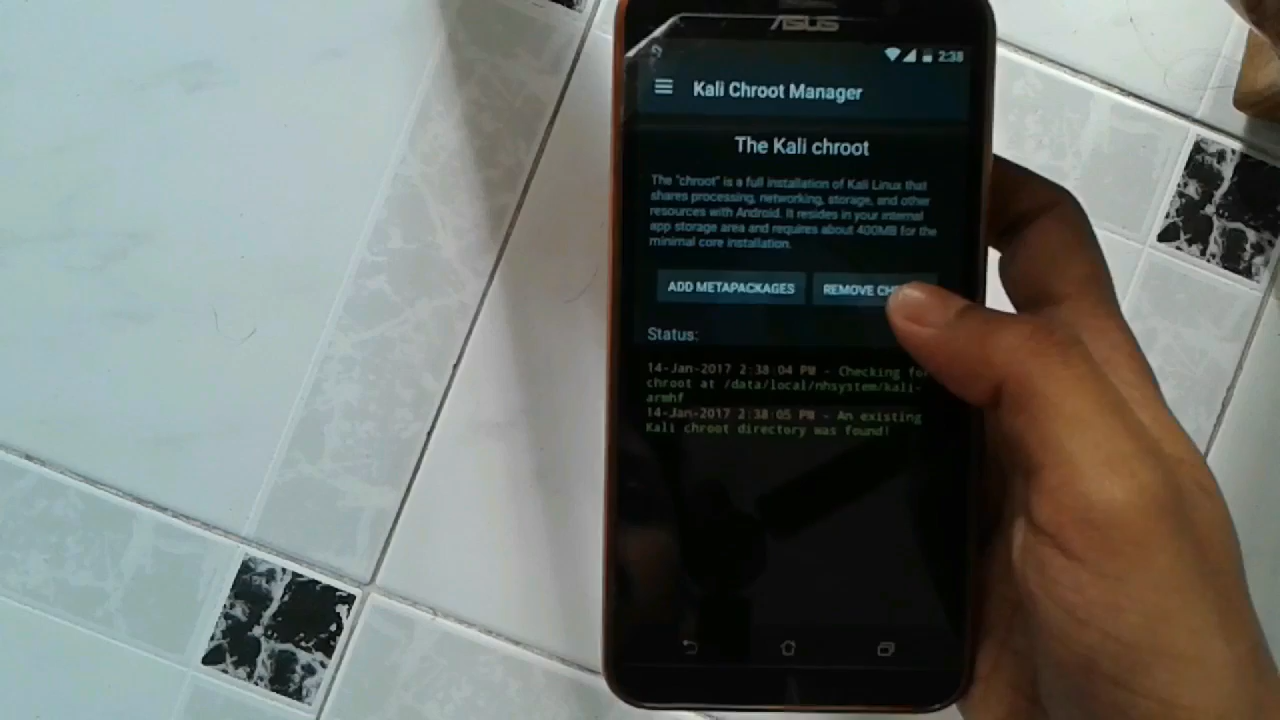 ASUS
2:38
Kali Chroot Manager
The Kali chroot
The "chroot" is a full installation of Kali Linux that
shares processing, networking, storage, and other
resources with Android. It resides in your internal
app storage area and requires about 400MB for the
minimal core installation.
ADD METAPACKAGES
REMOVE CH
Status:
14-Jan-2017 2:38:04 PM - Checking for
chroot at /data/local/nhsystem/kali-
armhf
14-Jan-2017 2:38:05 PM - An existing
Kali chroot directory was found!